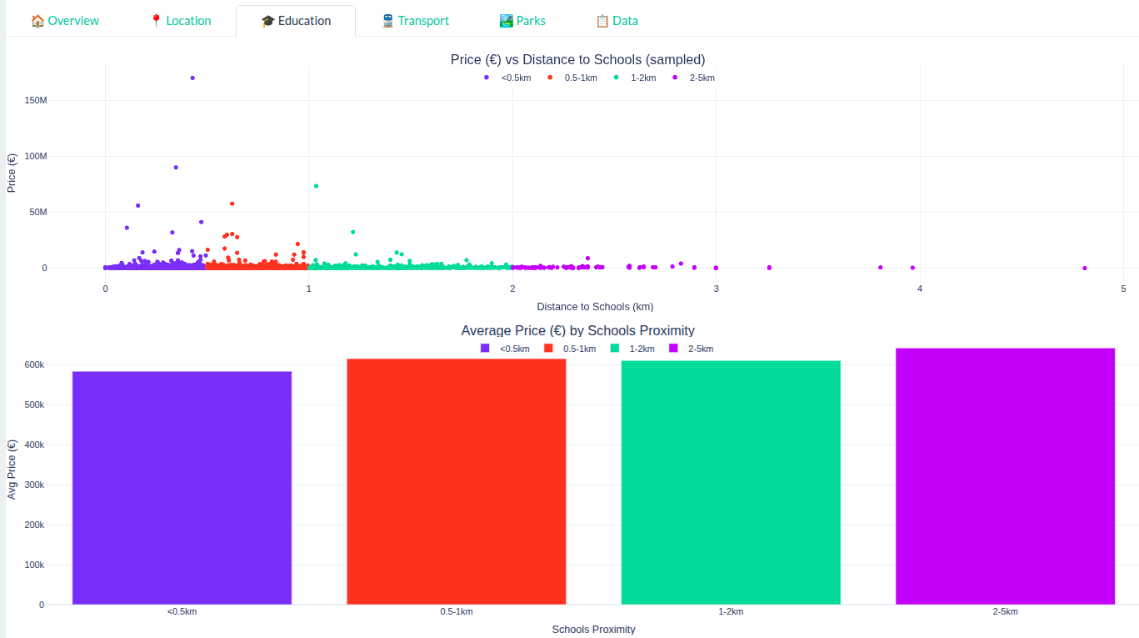 🏠 Overview 📍 Location 🎓 Education 🚆 Transport 🏞️ Parks 📋 Data
Price (€) vs Distance to Schools (sampled)
<0.5km 0.5-1km 1-2km 2-5km
150M
100M
50M
0
Price (€)
0 1 2 3 4 5
Distance to Schools (km)
Average Price (€) by Schools Proximity
<0.5km 0.5-1km 1-2km 2-5km
600k
500k
400k
300k
200k
100k
0
Avg Price (€)
<0.5km 0.5-1km 1-2km 2-5km
Schools Proximity